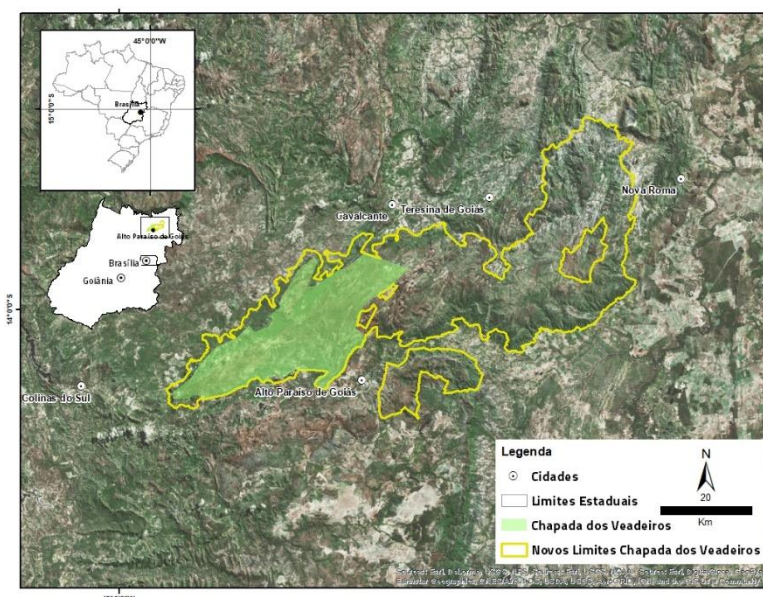 45°0'0"W
15°0'0"S
Brasília
Alto Paraíso de Goiás
Brasília
Goiânia
14°0'0"S
Cavalcante
Teresina de Goiás
Nova Roma
Colinas do Sul
Alto Paraíso de Goiás
Legenda
Cidades
Limites Estaduais
Chapada dos Veadeiros
Novos Limites Chapada dos Veadeiros
N
20
Km